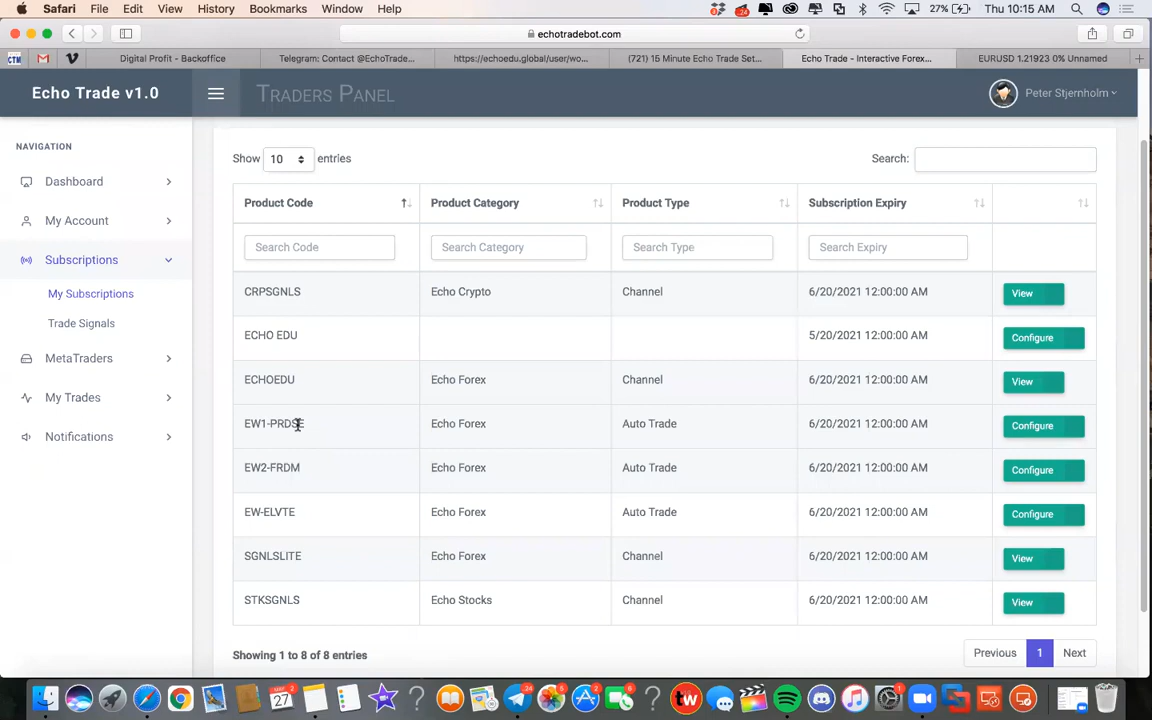 Safari File Edit View History Bookmarks Window Help 24 27% Thu 10:15 AM
echotradebot.com
CTM Digital Profit - Backoffice Telegram: Contact @EchoTrade... https://echoedu.global/user/wo... (721) 15 Minute Echo Trade Set... Echo Trade - Interactive Forex... EURUSD 1.21923 0% Unnamed
Echo Trade v1.0 TRADERS PANEL Peter Stjernholm
NAVIGATION
Dashboard
My Account
Subscriptions
My Subscriptions
Trade Signals
MetaTraders
My Trades
Notifications
Show 10 entries Search:
Product Code Product Category Product Type Subscription Expiry
Search Code Search Category Search Type Search Expiry
CRPSGNLS Echo Crypto Channel 6/20/2021 12:00:00 AM View
ECHO EDU 5/20/2021 12:00:00 AM Configure
ECHOEDU Echo Forex Channel 6/20/2021 12:00:00 AM View
EW1-PRDSE Echo Forex Auto Trade 6/20/2021 12:00:00 AM Configure
EW2-FRDM Echo Forex Auto Trade 6/20/2021 12:00:00 AM Configure
EW-ELVTE Echo Forex Auto Trade 6/20/2021 12:00:00 AM Configure
SGNLSLITE Echo Forex Channel 6/20/2021 12:00:00 AM View
STKSGNLS Echo Stocks Channel 6/20/2021 12:00:00 AM View
Showing 1 to 8 of 8 entries Previous 1 Next
27 tw